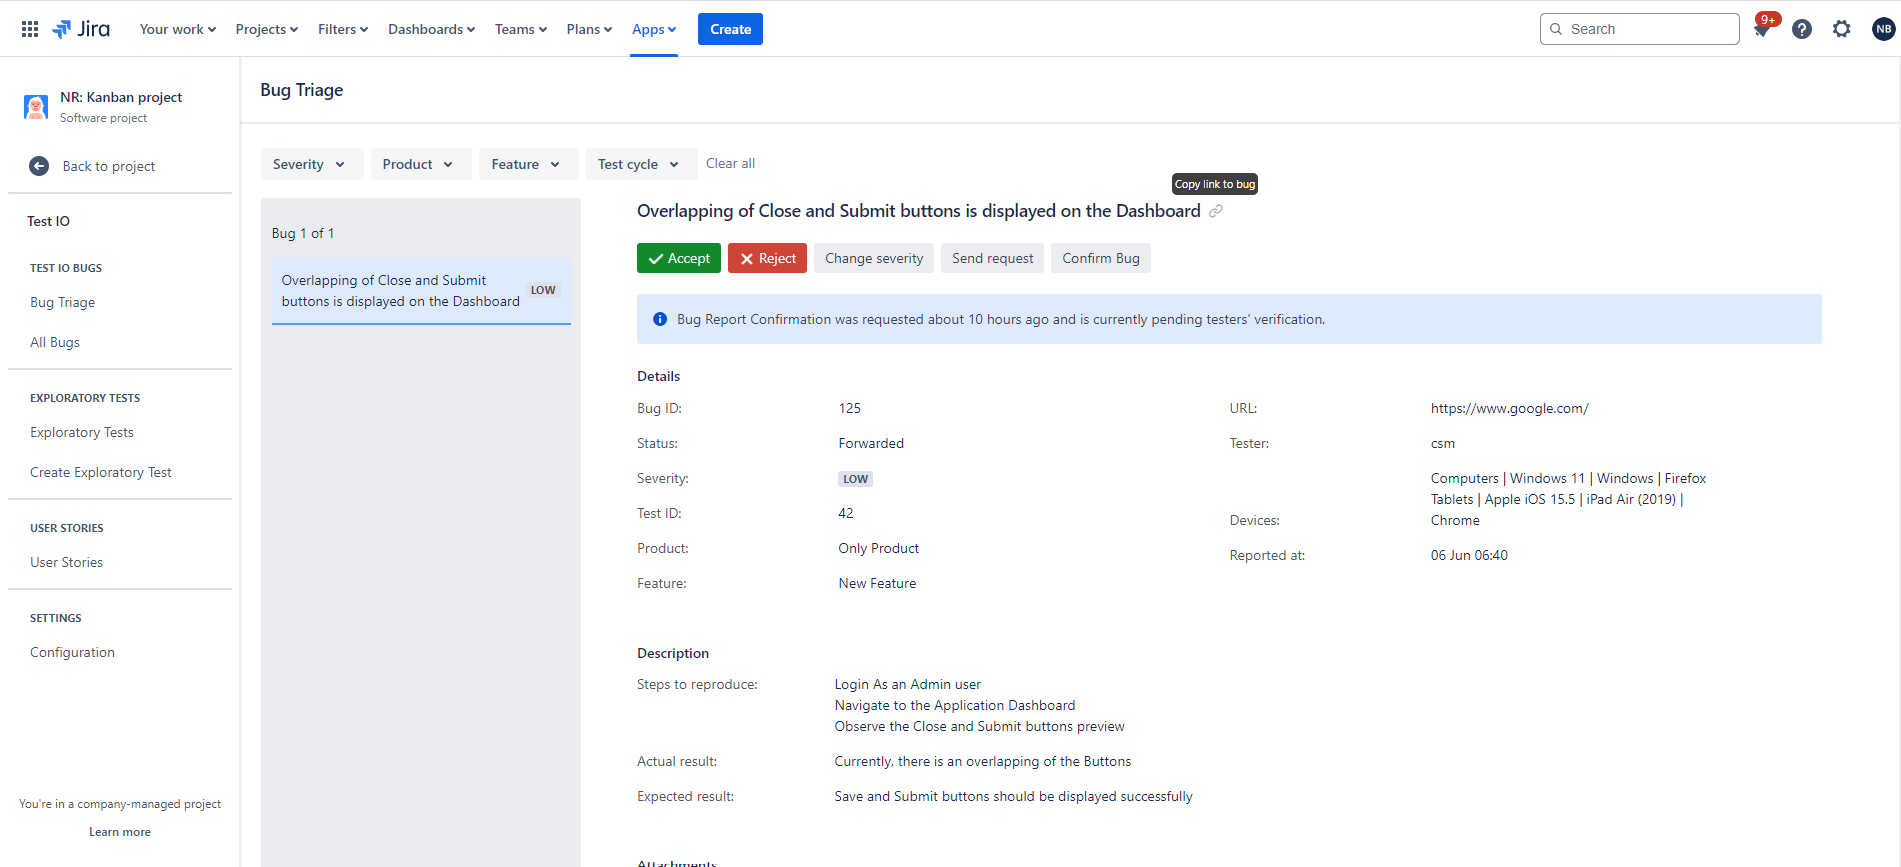 Jira
Your work
Projects
Filters
Dashboards
Teams
Plans
Apps
Create
Search
9+
NB
NR: Kanban project
Software project
Back to project
Test IO
TEST IO BUGS
Bug Triage
All Bugs
EXPLORATORY TESTS
Exploratory Tests
Create Exploratory Test
USER STORIES
User Stories
SETTINGS
Configuration
You're in a company-managed project
Learn more
Bug Triage
Severity
Product
Feature
Test cycle
Clear all
Bug 1 of 1
Overlapping of Close and Submit
buttons is displayed on the Dashboard
LOW
Copy link to bug
Overlapping of Close and Submit buttons is displayed on the Dashboard
Accept
Reject
Change severity
Send request
Confirm Bug
Bug Report Confirmation was requested about 10 hours ago and is currently pending testers' verification.
Details
Bug ID: 125
Status: Forwarded
Severity: LOW
Test ID: 42
Product: Only Product
Feature: New Feature
URL: https://www.google.com/
Tester: csm
Computers | Windows 11 | Windows | Firefox
Tablets | Apple iOS 15.5 | iPad Air (2019) |
Devices: Chrome
Reported at: 06 Jun 06:40
Description
Steps to reproduce: Login As an Admin user
Navigate to the Application Dashboard
Observe the Close and Submit buttons preview
Actual result: Currently, there is an overlapping of the Buttons
Expected result: Save and Submit buttons should be displayed successfully
Attachments